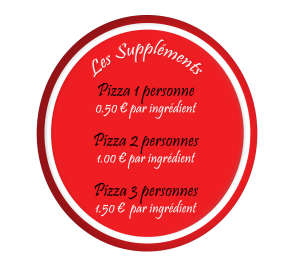 Les Suppléments
Pizza 1 personne
0.50 € par ingrédient
Pizza 2 personnes
1.00 € par ingrédient
Pizza 3 personnes
1.50 € par ingrédient